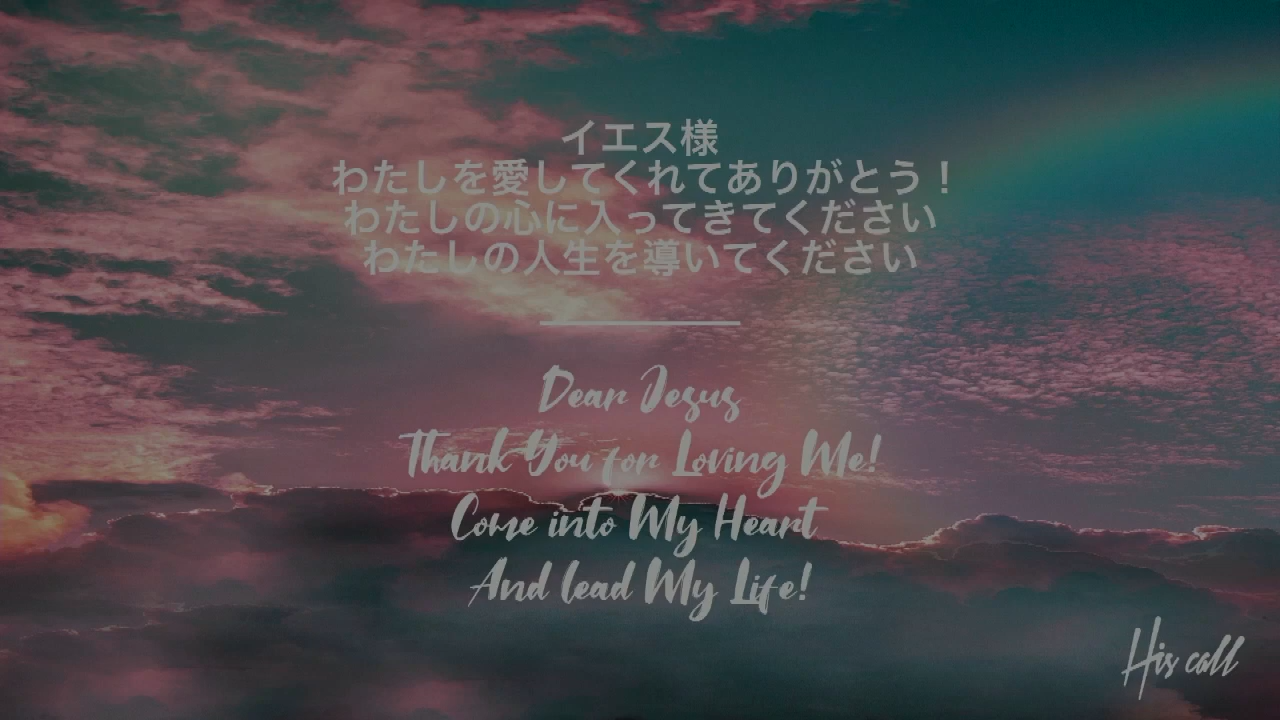 イエス様
わたしを愛してくれてありがとう！
わたしの心に入ってきてください
わたしの人生を導いてください
Dear Jesus
Thank You for Loving Me!
Come into My Heart
And lead My Life!
His call